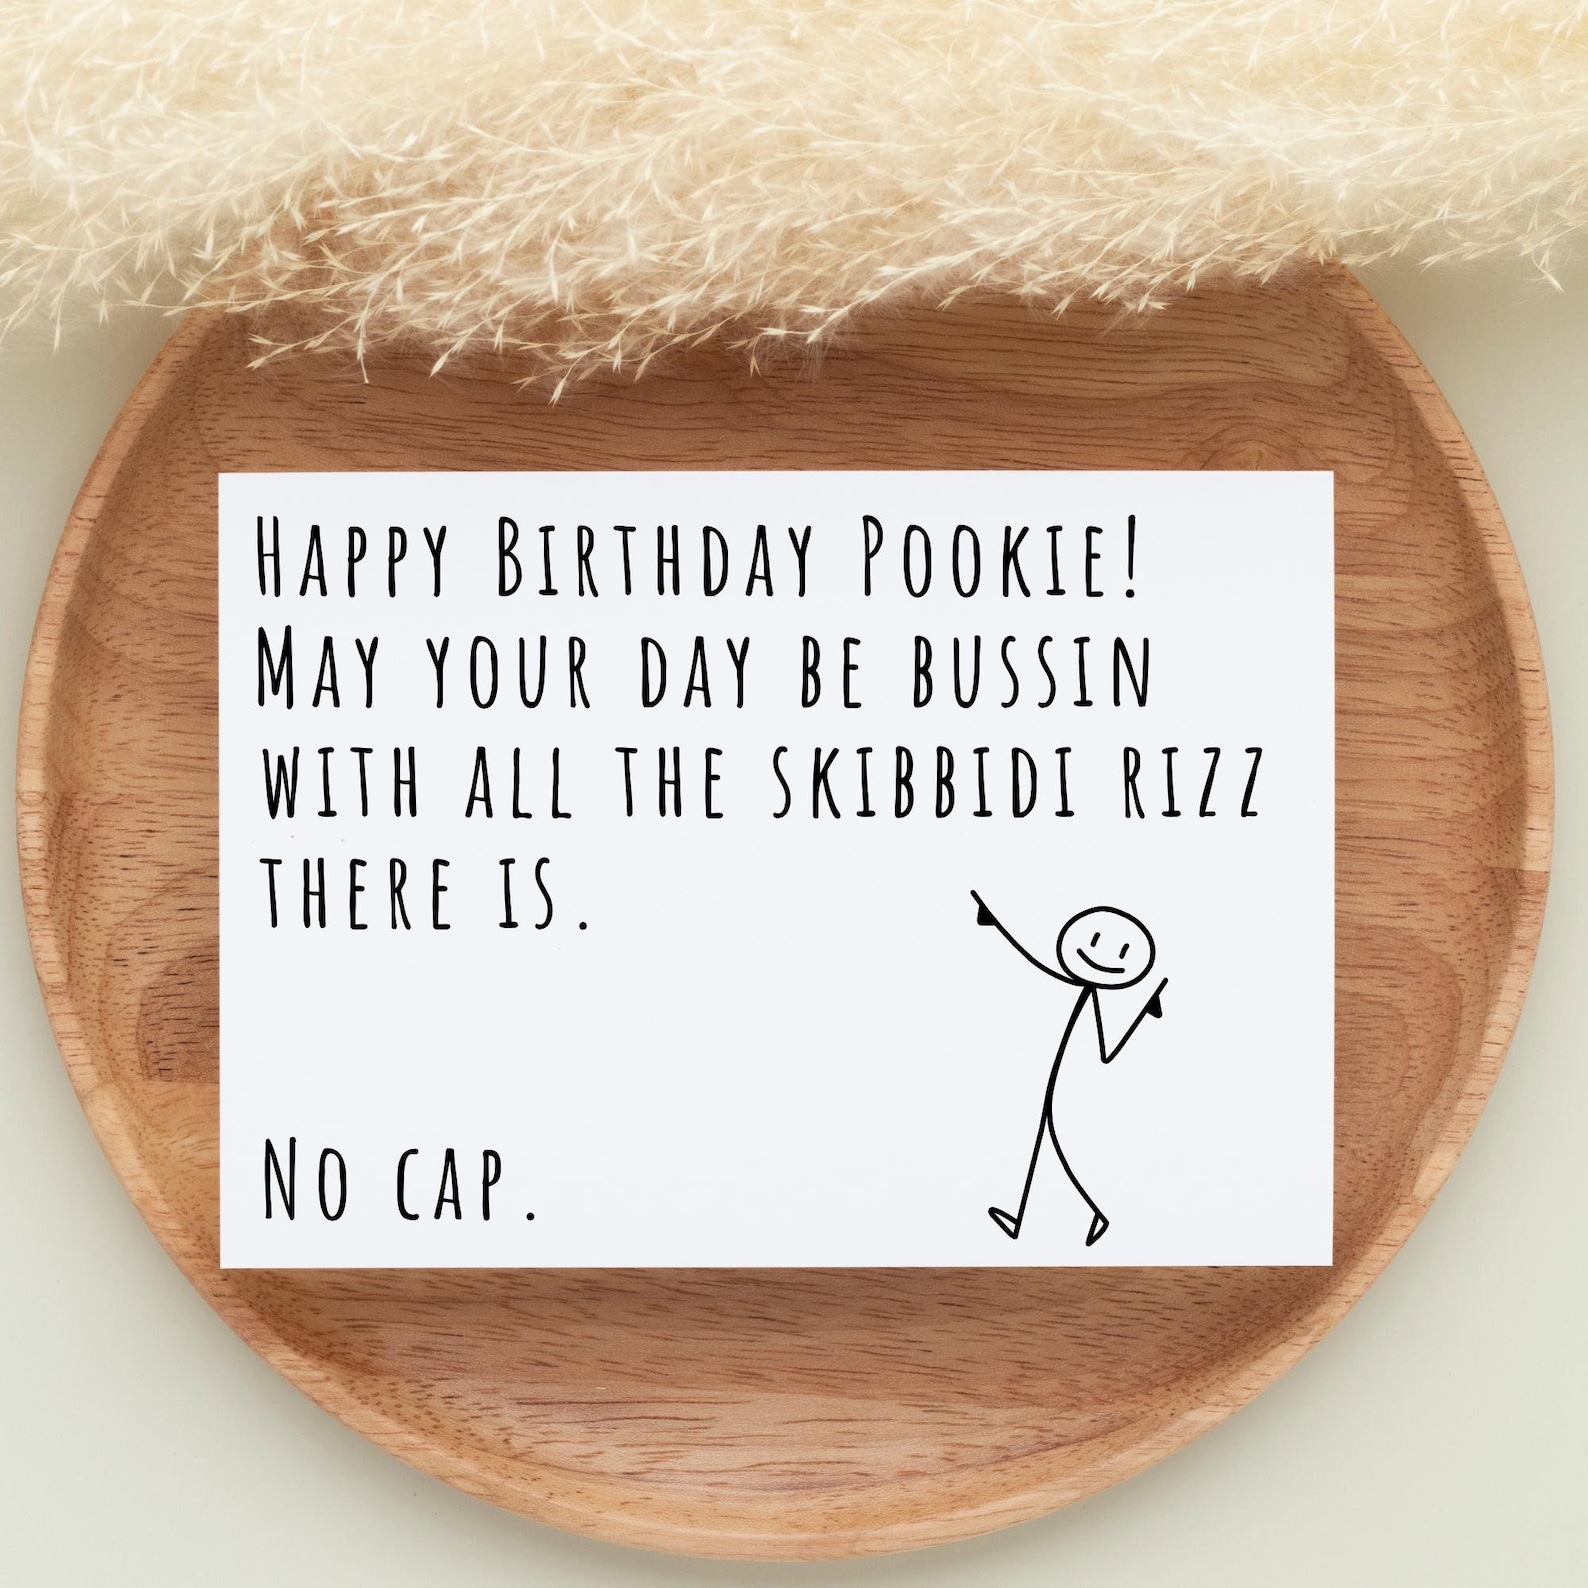 Happy Birthday Pookie!
May your day be bussin
with all the skibbidi rizz
there is.
No cap.